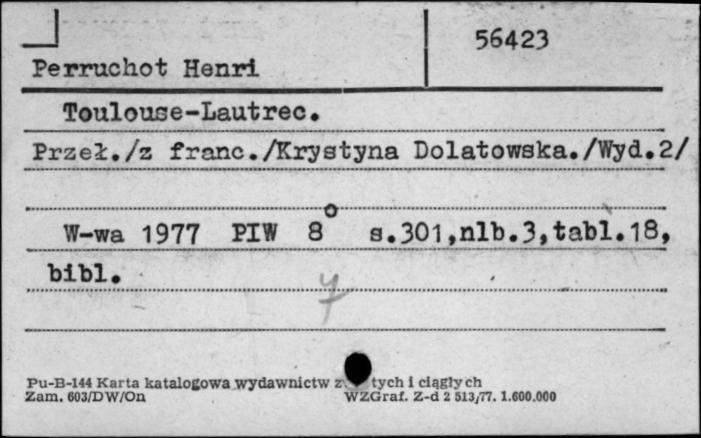 56423
Perruchot Henri
Toulouse-Lautrec.
Przeł./z franc./Krystyna Dolatowska./Wyd.2/
W-wa 1977 PIW 8° s.301,nlb.3,tabl.18,
bibl.
7
Pu-B-144 Karta katalogowa wydawnictw z tych i ciągłych
Zam. 603/DW/On WZGraf. Z-d 2 513/77. 1.600.000